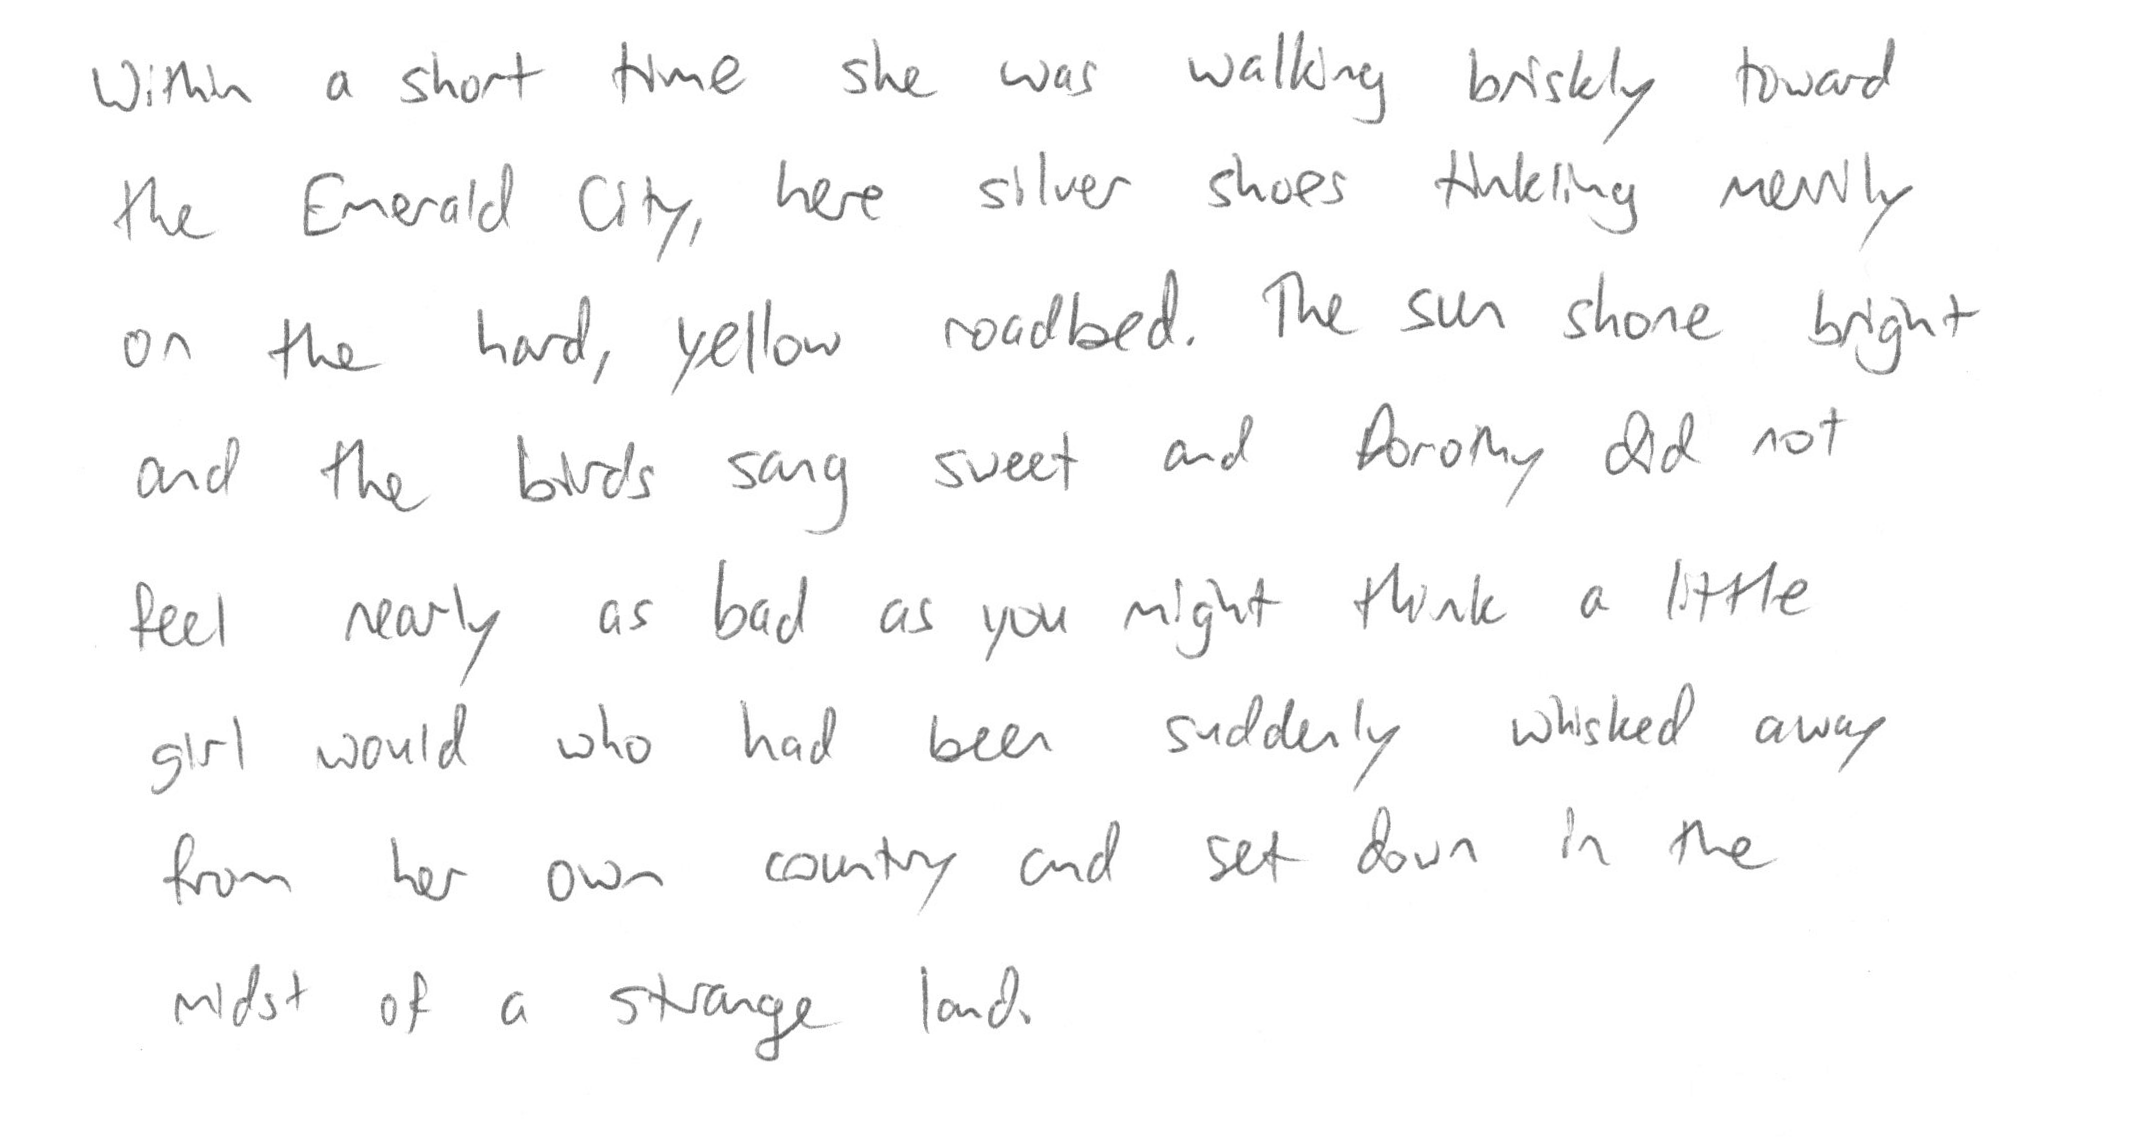 Within a short time she was walking briskly toward
the Emerald City, here silver shoes tinkling merrily
on the hard, yellow roadbed. The sun shone bright
and the birds sang sweet and Dorothy did not
feel nearly as bad as you might think a little
girl would who had been suddenly whisked away
from her own country and set down in the
midst of a strange land.